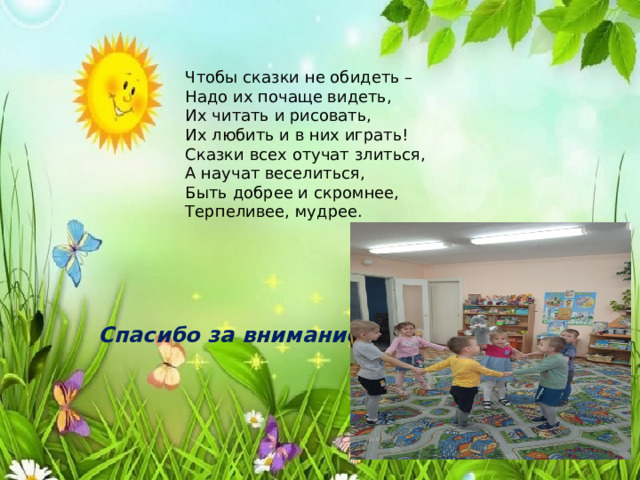 Чтобы сказки не обидеть –
Надо их почаще видеть,
Их читать и рисовать,
Их любить и в них играть!
Сказки всех отучат злиться,
А научат веселиться,
Быть добрее и скромнее,
Терпеливее, мудрее.
Спасибо за внимание